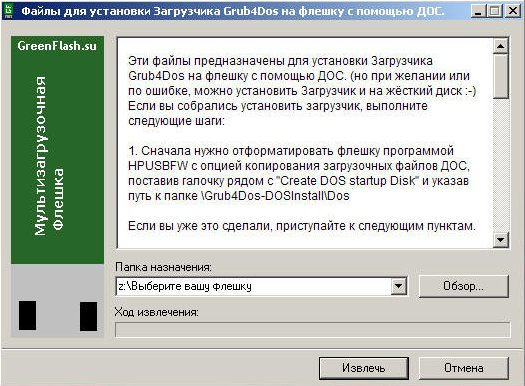 Файлы для установки Загрузчика Grub4Dos на флешку с помощью ДОС.
GreenFlash.su
Мультизагрузочная
Флешка
Эти файлы предназначены для установки Загрузчика
Grub4Dos на флешку с помощью ДОС. (но при желании или
по ошибке, можно установить Загрузчик и на жёсткий диск :-)
Если вы собрались установить загрузчик, выполните
следующие шаги:
1. Сначала нужно отформатировать флешку программой
HPUSBFW с опцией копирования загрузочных файлов ДОС,
поставив галочку рядом с "Create DOS startup Disk" и указав
путь к папке \Grub4Dos-DOSInstall\Dos
Если вы уже это сделали, приступайте к следующим пунктам.
Папка назначения:
z:\Выберите вашу флешку
Обзор...
Ход извлечения:
Извлечь
Отмена